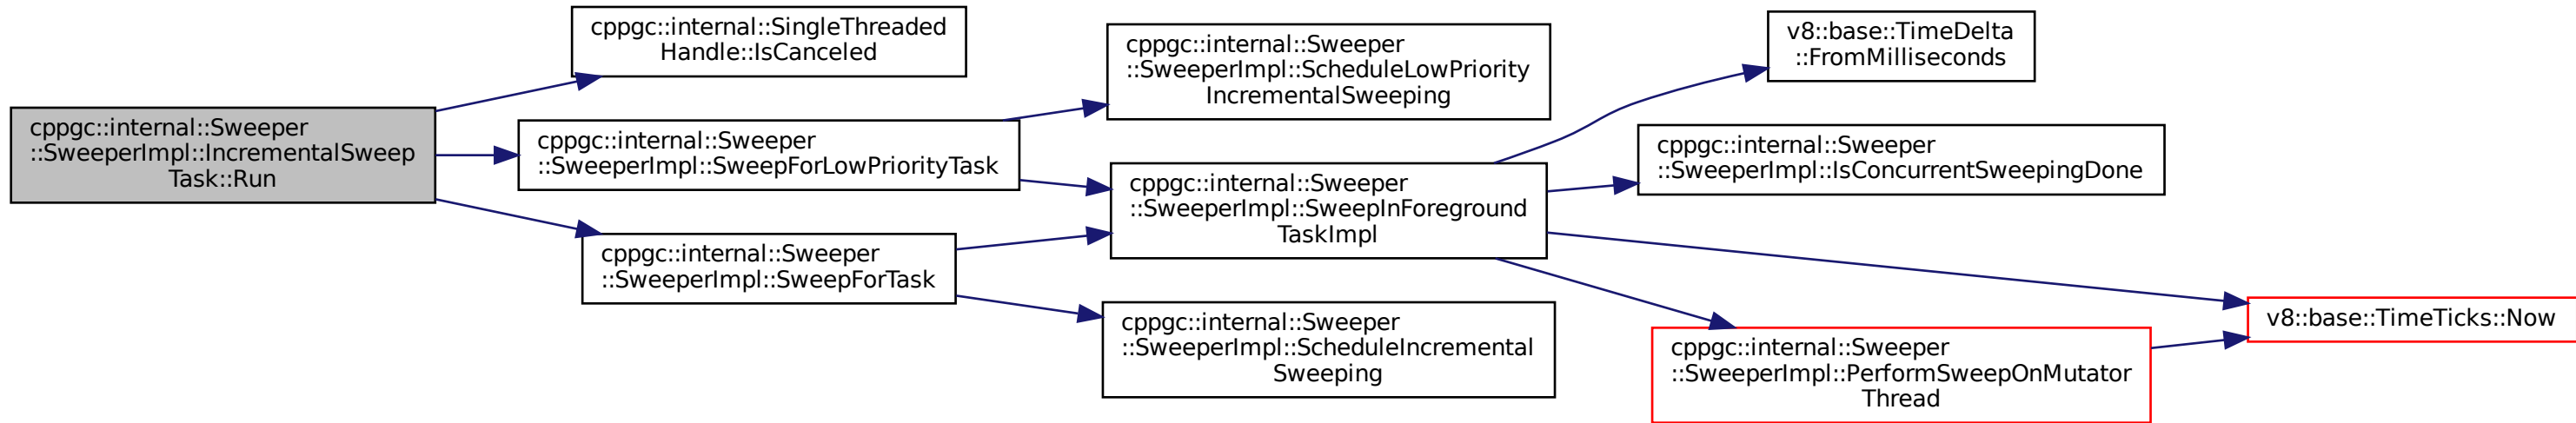 cppgc::internal::Sweeper
::SweeperImpl::IncrementalSweep
Task::Run
cppgc::internal::SingleThreaded
Handle::IsCanceled
cppgc::internal::Sweeper
::SweeperImpl::SweepForLowPriorityTask
cppgc::internal::Sweeper
::SweeperImpl::SweepForTask
cppgc::internal::Sweeper
::SweeperImpl::ScheduleLowPriority
IncrementalSweeping
cppgc::internal::Sweeper
::SweeperImpl::SweepInForeground
TaskImpl
cppgc::internal::Sweeper
::SweeperImpl::ScheduleIncremental
Sweeping
v8::base::TimeDelta
::FromMilliseconds
cppgc::internal::Sweeper
::SweeperImpl::IsConcurrentSweepingDone
cppgc::internal::Sweeper
::SweeperImpl::PerformSweepOnMutator
Thread
v8::base::TimeTicks::Now